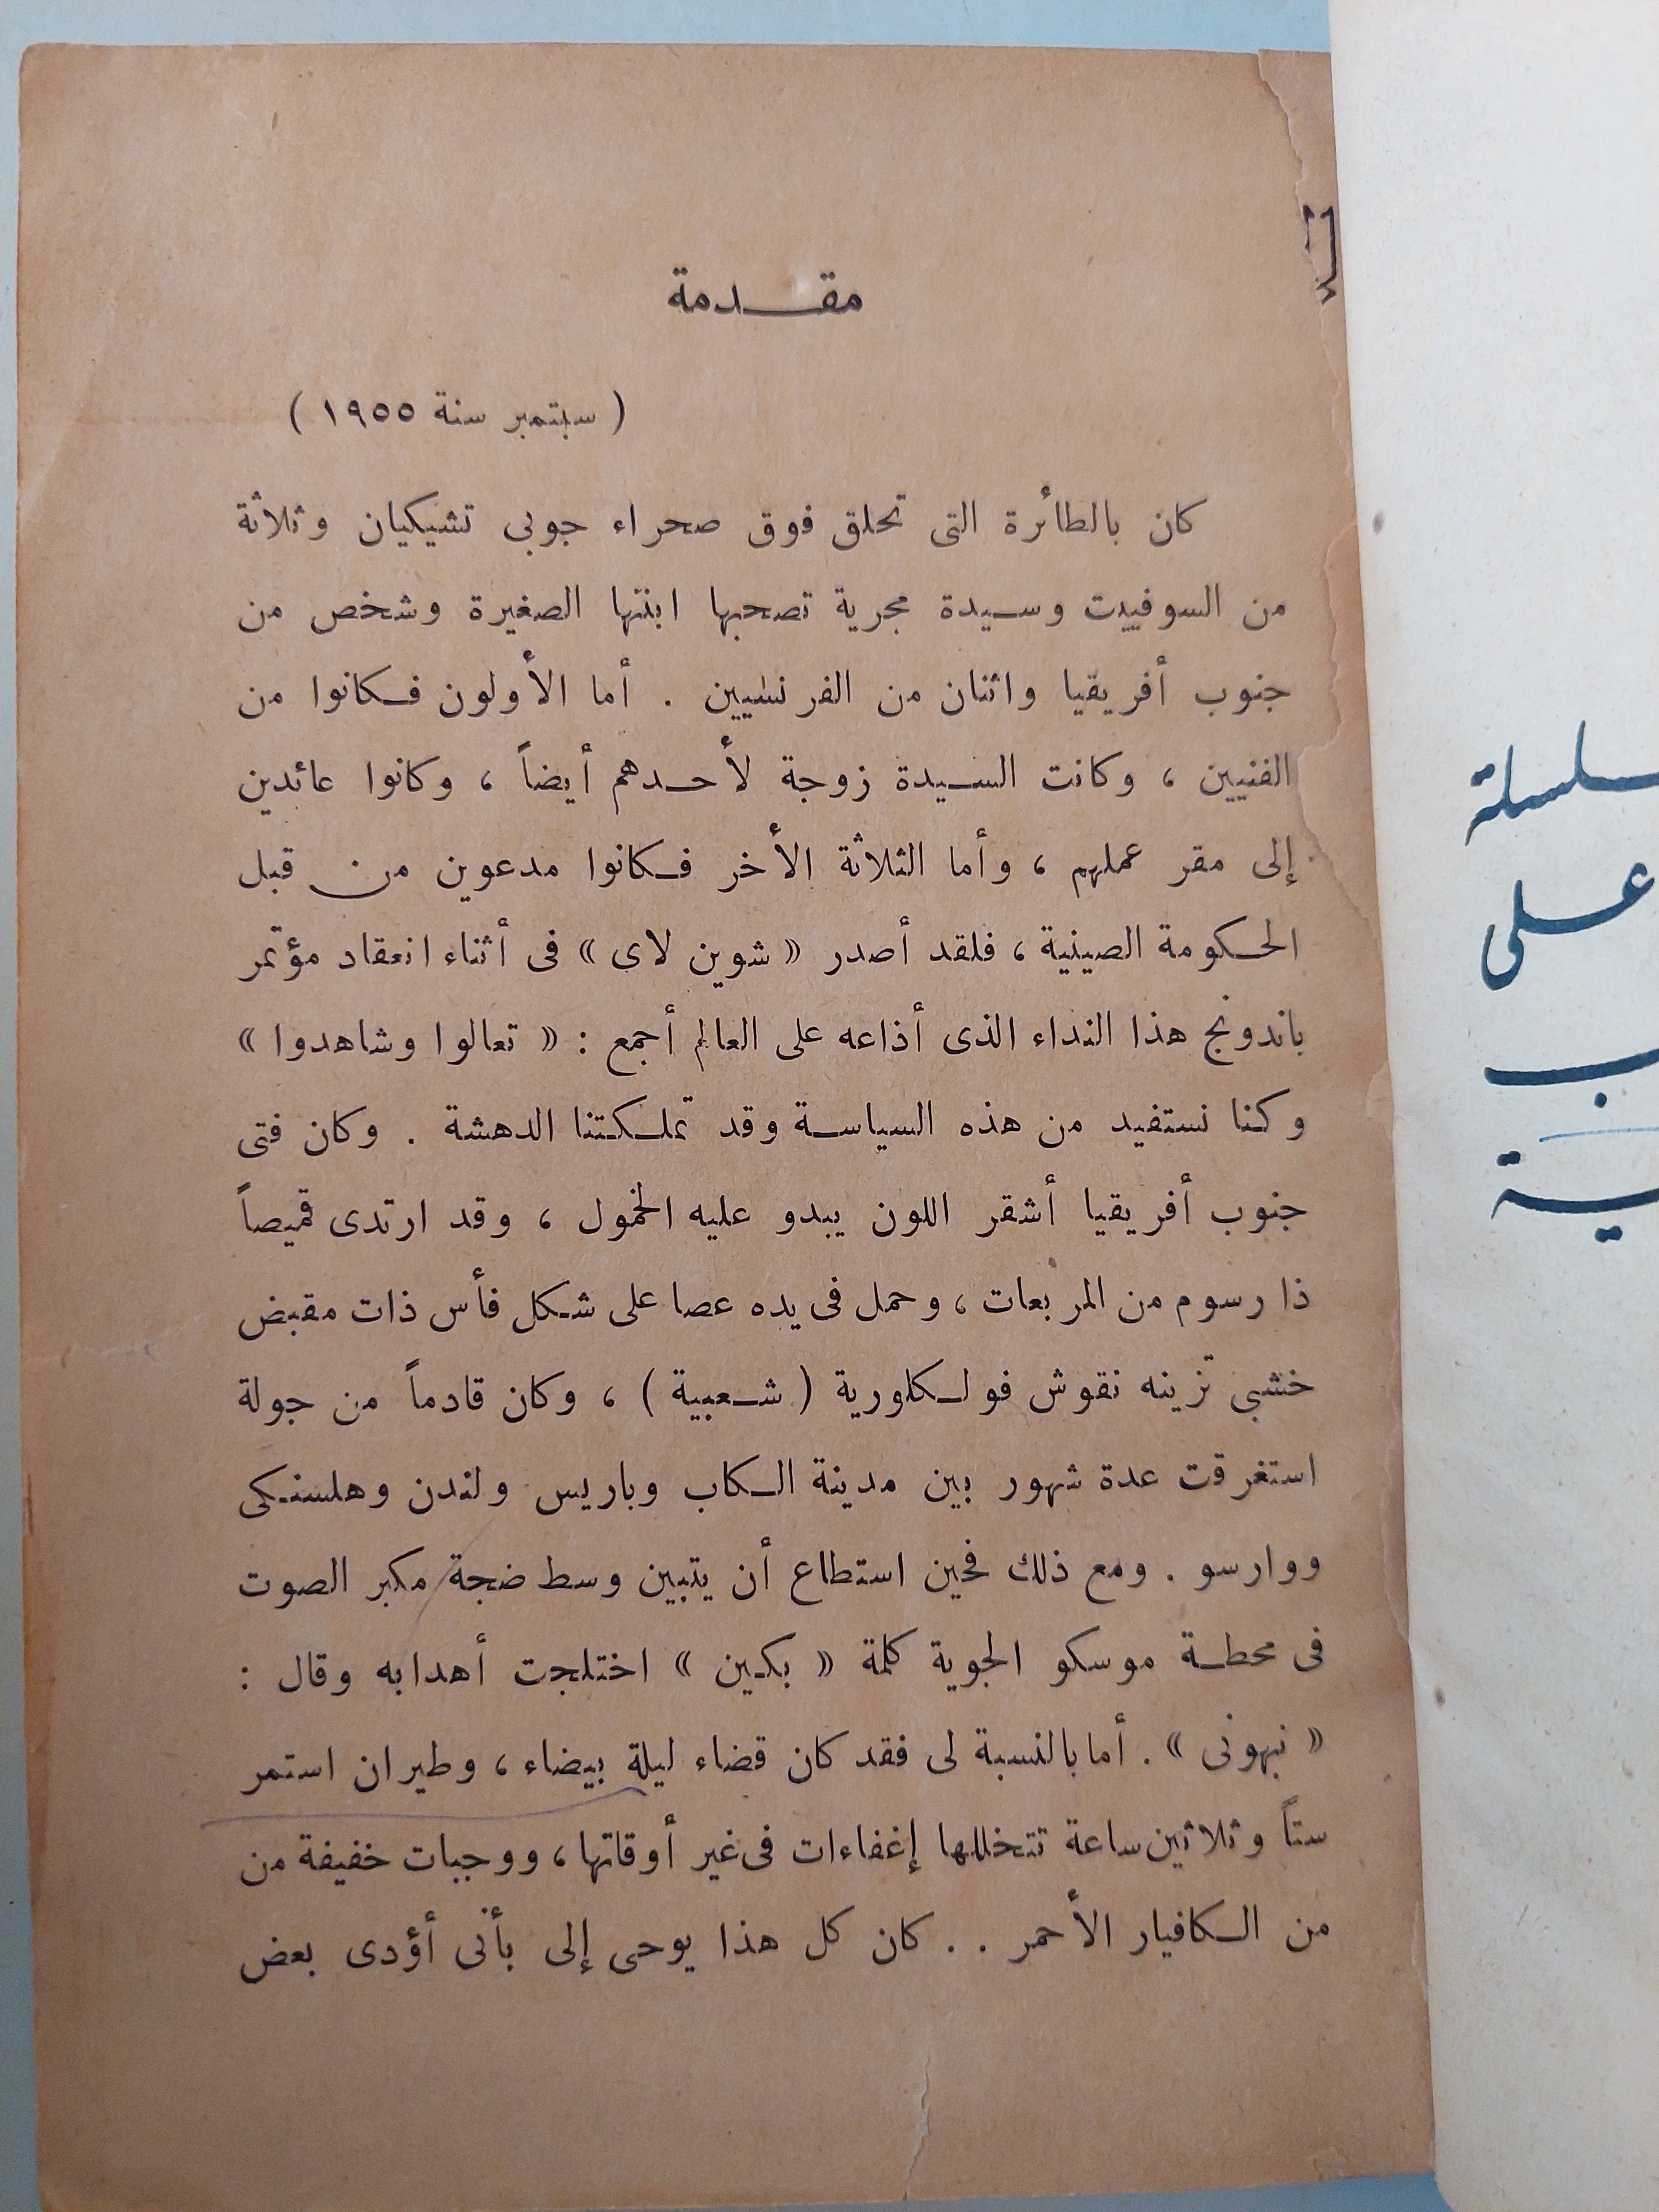 مقدمة
( سبتمبر سنة ١٩٥٥ )
كان بالطائرة التى تحلق فوق صحراء جوبى تشيكيان وثلاثة
من السوفييت وسيدة مجرية تصحبها ابنتها الصغيرة وشخص من
جنوب أفريقيا واثنان من الفرنسيين . أما الأولون فكانوا من
الفنيين ، وكانت السيدة زوجة لأحدهم أيضاً ، وكانوا عائدين
إلى مقر عملهم ، وأما الثلاثة الأخر فكانوا مدعوين من قبل
الحكومة الصينية ، فلقد أصدر « شوين لاى » فى أثناء انعقاد مؤتمر
باندونج هذا النداء الذى أذاعه على العالم أجمع : « تعالوا وشاهدوا »
وكنا نستفيد من هذه السياسة وقد تملكتنا الدهشة . وكان فتى
جنوب أفريقيا أشقر اللون يبدو عليه الخمول ، وقد ارتدى قميصاً
ذا رسوم من المربعات ، وحمل فى يده عصا على شكل فأس ذات مقبض
خشبى تزينه نقوش فولكلورية ( شعبية ) ، وكان قادماً من جولة
استغرقت عدة شهور بين مدينة الكاب وباريس ولندن وهلسنكى
ووارسو . ومع ذلك فحين استطاع أن يتبين وسط ضجة مكبر الصوت
فى محطة موسكو الجوية كلمة « بكين » اختلجت أهدابه وقال :
« نبهونى » . أما بالنسبة لى فقد كان قضاء ليلة بيضاء ، وطيران استمر
ستاً وثلاثين ساعة تتخللها إغفاءات فى غير أوقاتها ، ووجبات خفيفة من
من الكافيار الأحمر . . كان كل هذا يوحى إلى بأنى أؤدى بعض
سلسلة
على